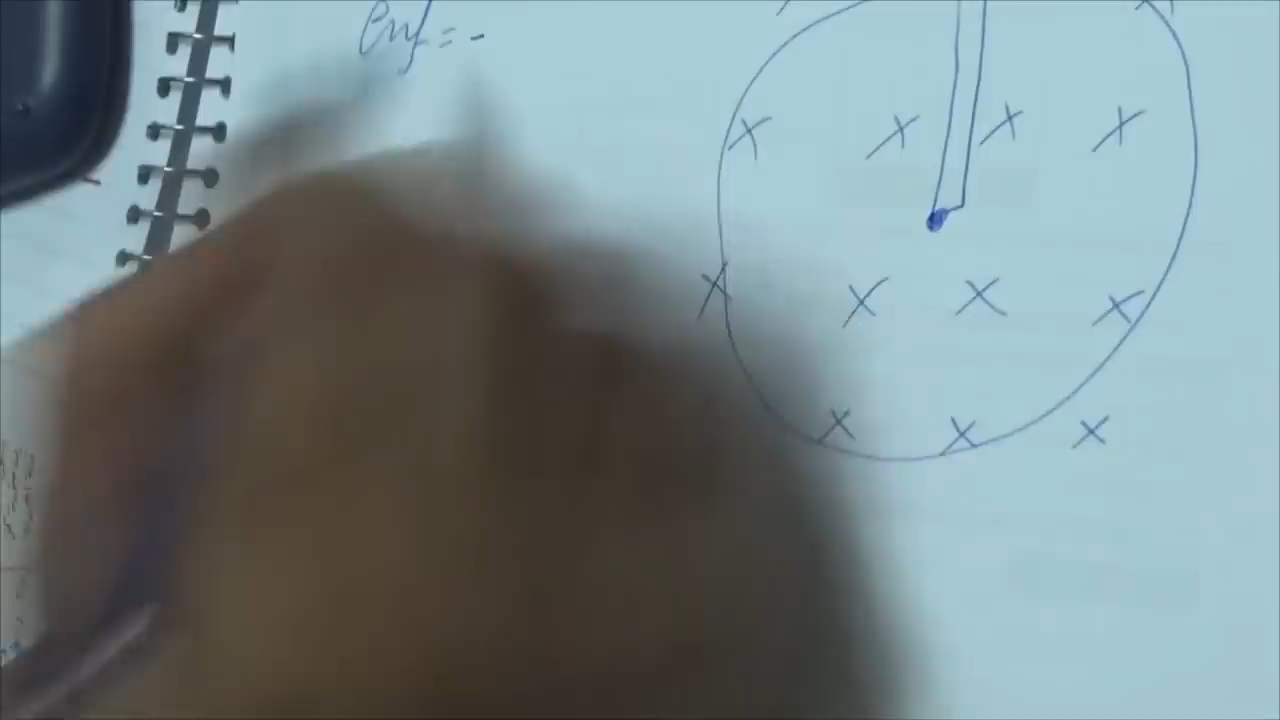 emf = -
× ×
× × × ×
× × × ×
× × ×